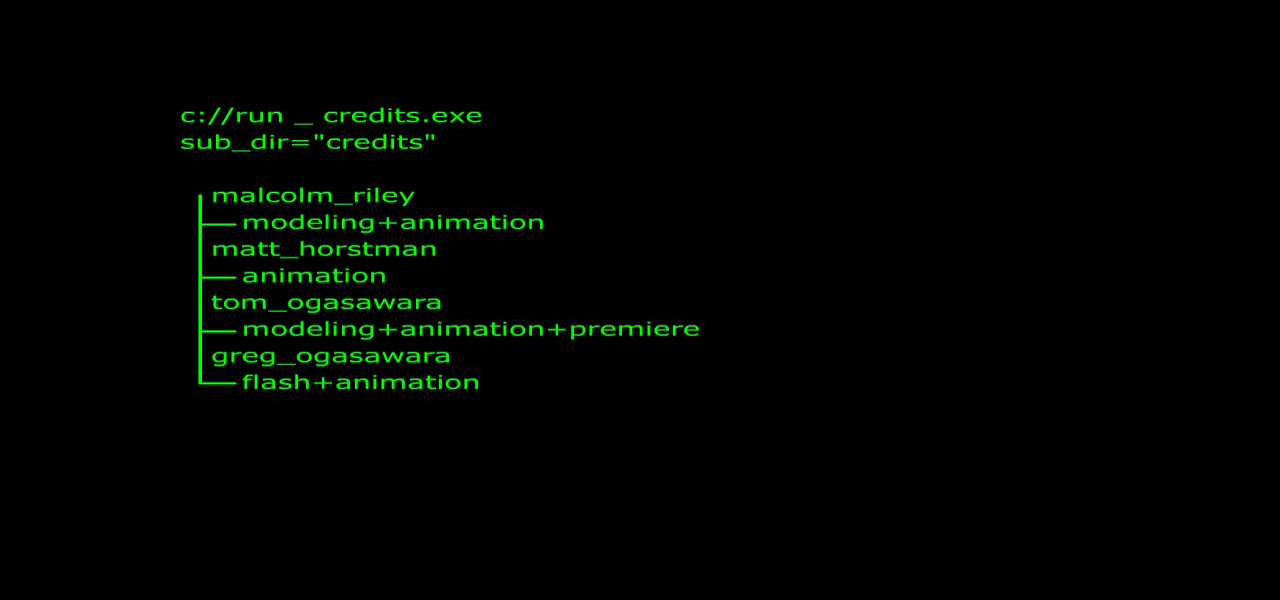 c://run _ credits.exe
sub_dir="credits"
malcolm_riley
modeling+animation
matt_horstman
animation
tom_ogasawara
modeling+animation+premiere
greg_ogasawara
flash+animation